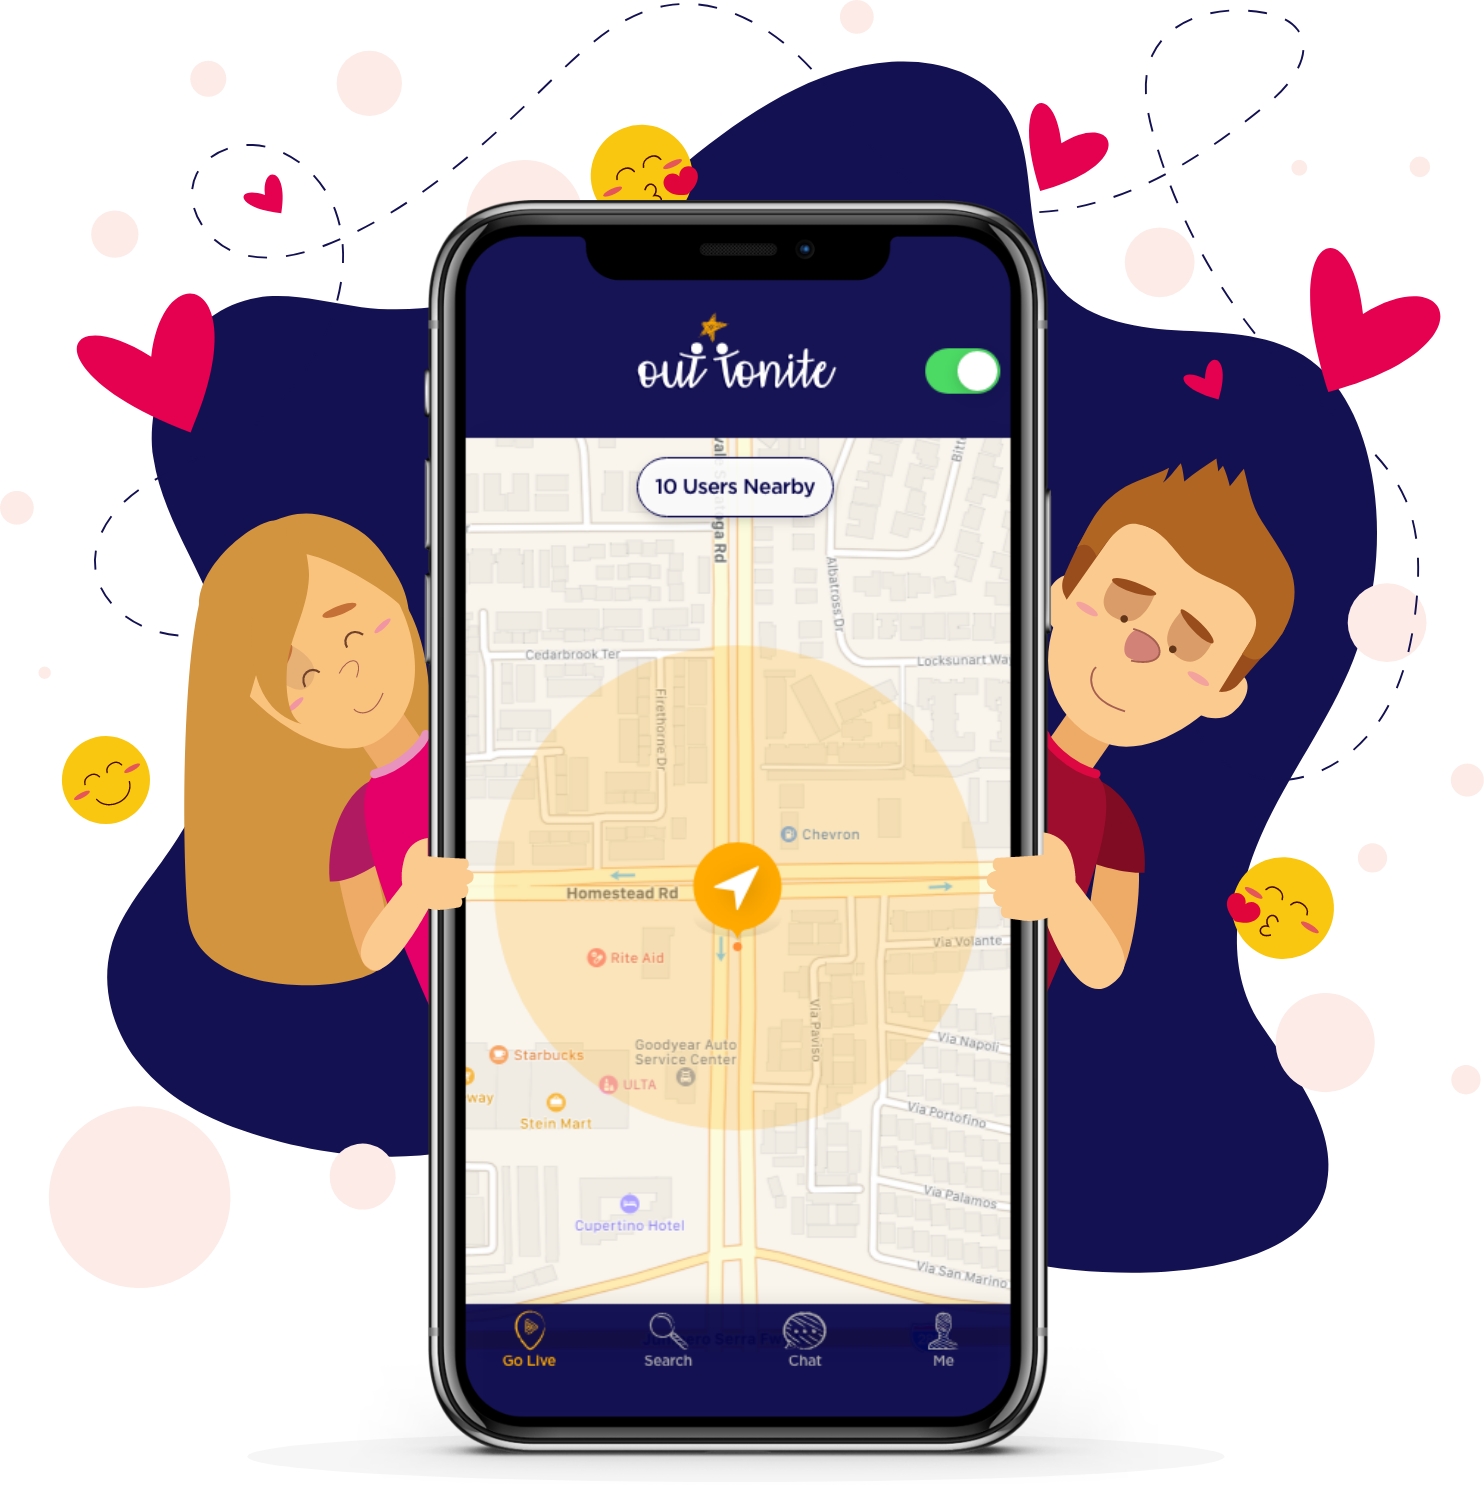 out tonite
10 Users Nearby
Rd
Albatross Dr
Cedarbrook Ter
Locksunart Way
Firethorne Dr
Chevron
Homestead Rd
Via Volante
Rite Aid
Via Paviso
Via Napoli
Goodyear Auto
Service Center
Starbucks
ULTA
way
Stein Mart
Via Portofino
Via Palamos
Cupertino Hotel
Via San Marino
Serra
Go Live
Search
Chat
Me